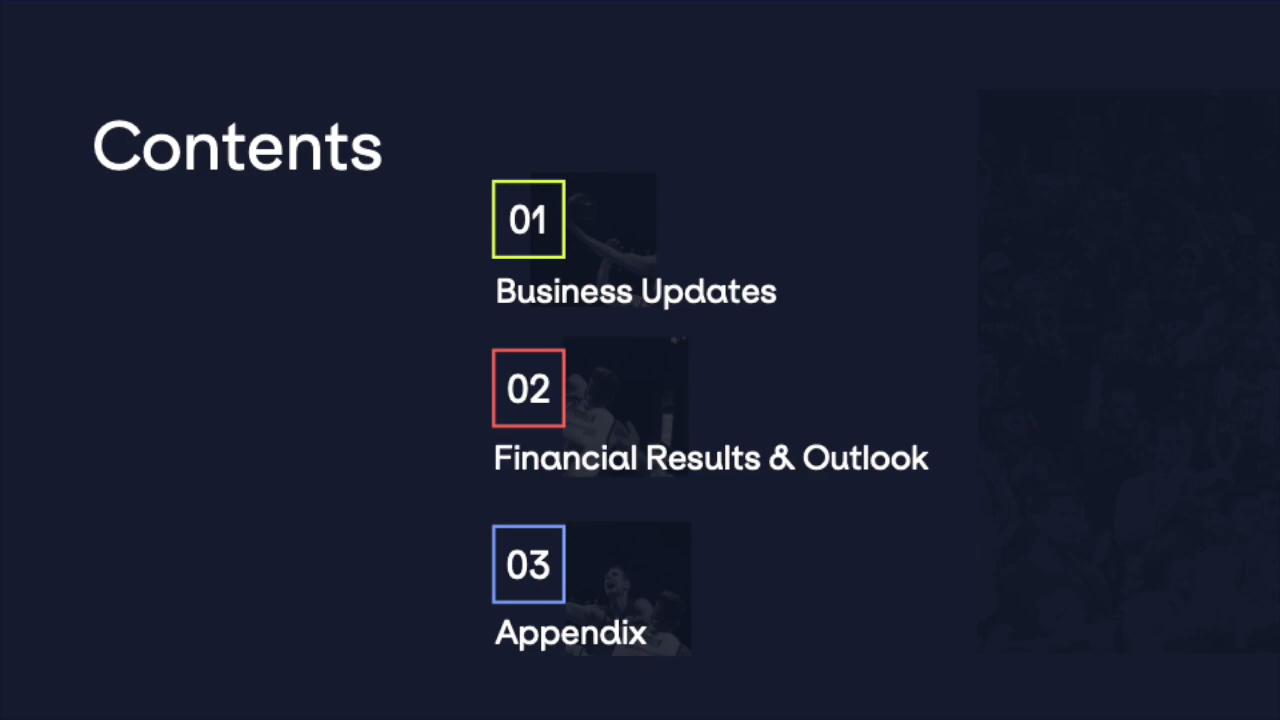 Contents
01
Business Updates
02
Financial Results & Outlook
03
Appendix